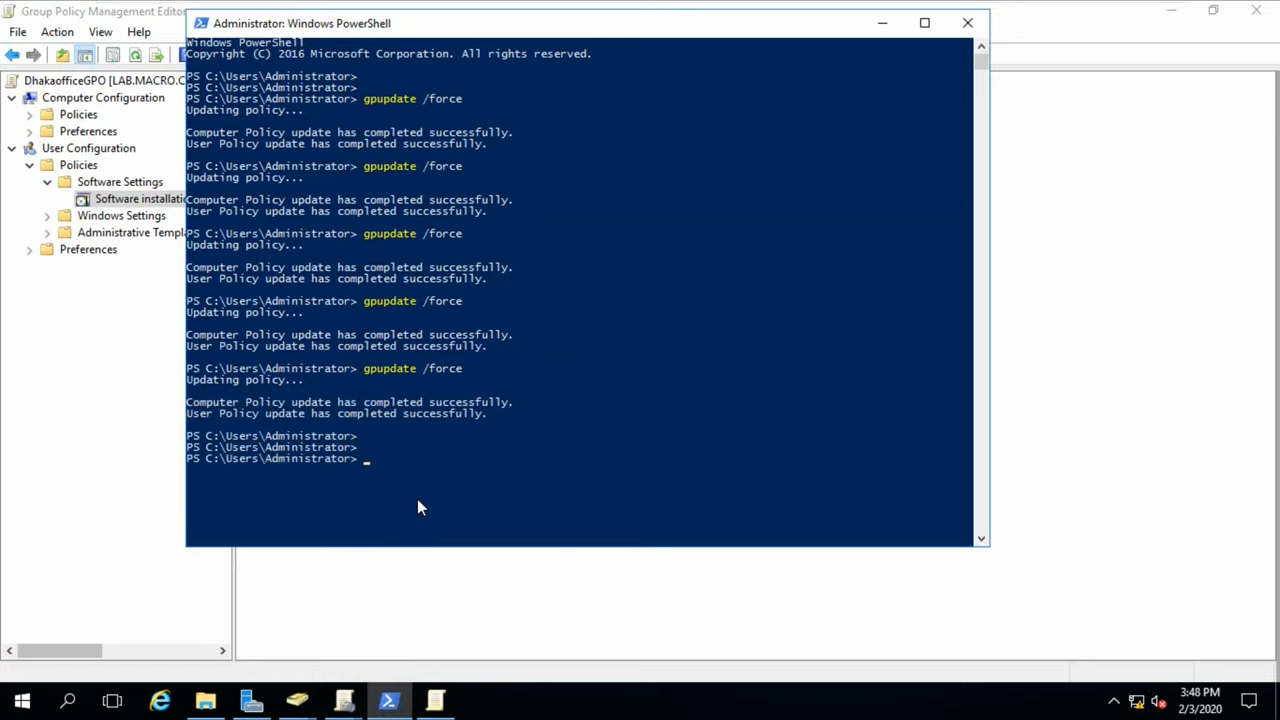 Group Policy Management Editor
Administrator: Windows PowerShell
File Action View Help
DhakaofficeGPO [LAB.MACRO.C
Computer Configuration
Policies
Preferences
User Configuration
Policies
Software Settings
Software installatio
Windows Settings
Administrative Templ
Preferences
Windows PowerShell
Copyright (C) 2016 Microsoft Corporation. All rights reserved.
PS C:\Users\Administrator>
PS C:\Users\Administrator>
PS C:\Users\Administrator> gpupdate /force
Updating policy...
Computer Policy update has completed successfully.
User Policy update has completed successfully.
PS C:\Users\Administrator> gpupdate /force
Updating policy...
Computer Policy update has completed successfully.
User Policy update has completed successfully.
PS C:\Users\Administrator> gpupdate /force
Updating policy...
Computer Policy update has completed successfully.
User Policy update has completed successfully.
PS C:\Users\Administrator> gpupdate /force
Updating policy...
Computer Policy update has completed successfully.
User Policy update has completed successfully.
PS C:\Users\Administrator> gpupdate /force
Updating policy...
Computer Policy update has completed successfully.
User Policy update has completed successfully.
PS C:\Users\Administrator>
PS C:\Users\Administrator>
PS C:\Users\Administrator> _
3:48 PM
2/3/2020